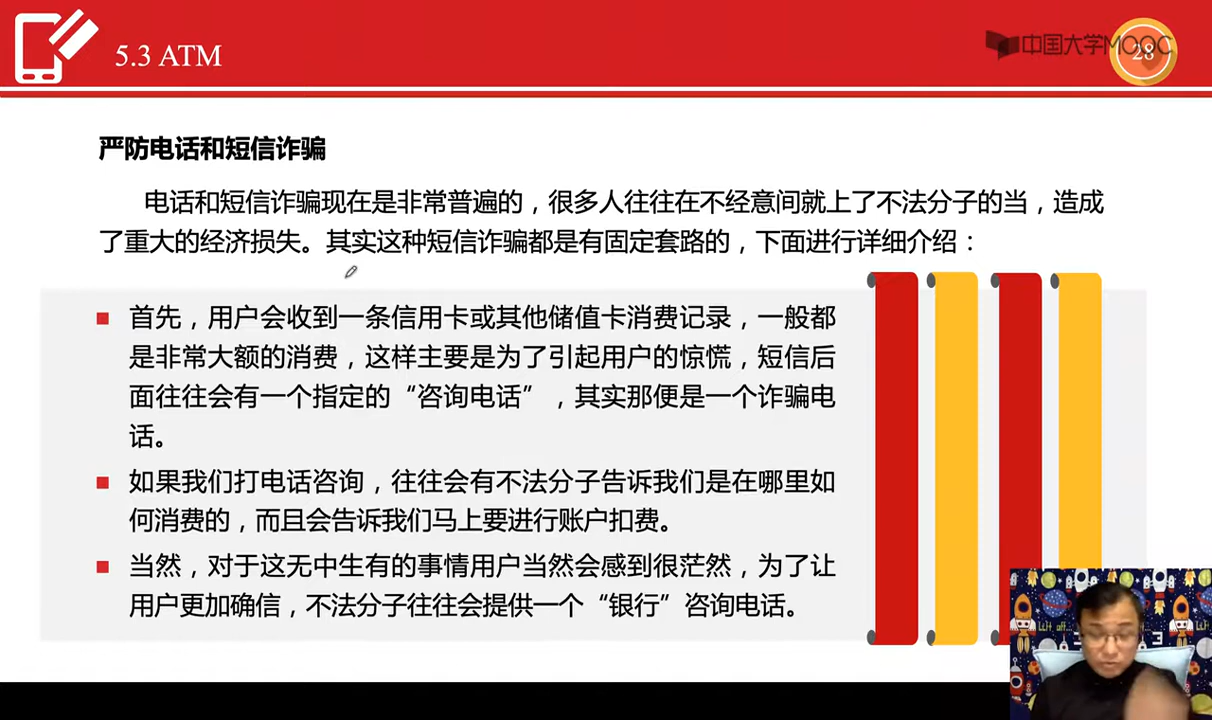 5.3 ATM
中国大学MOOC
28
严防电话和短信诈骗
电话和短信诈骗现在是非常普遍的，很多人往往在不经意间就上了不法分子的当，造成
了重大的经济损失。其实这种短信诈骗都是有固定套路的，下面进行详细介绍：
首先，用户会收到一条信用卡或其他储值卡消费记录，一般都
是非常大额的消费，这样主要是为了引起用户的惊慌，短信后
面往往会有一个指定的“咨询电话”，其实那便是一个诈骗电
话。
如果我们打电话咨询，往往会有不法分子告诉我们是在哪里如
何消费的，而且会告诉我们马上要进行账户扣费。
当然，对于这无中生有的事情用户当然会感到很茫然，为了让
用户更加确信，不法分子往往会提供一个“银行”咨询电话。